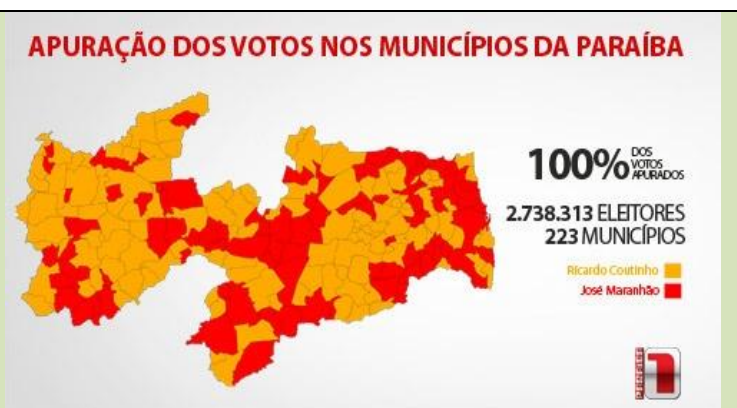 APURAÇÃO DOS VOTOS NOS MUNICÍPIOS DA PARAÍBA
100% DOS VOTOS APURADOS
2.738.313 ELEITORES
223 MUNICÍPIOS
Ricardo Coutinho
José Maranhão